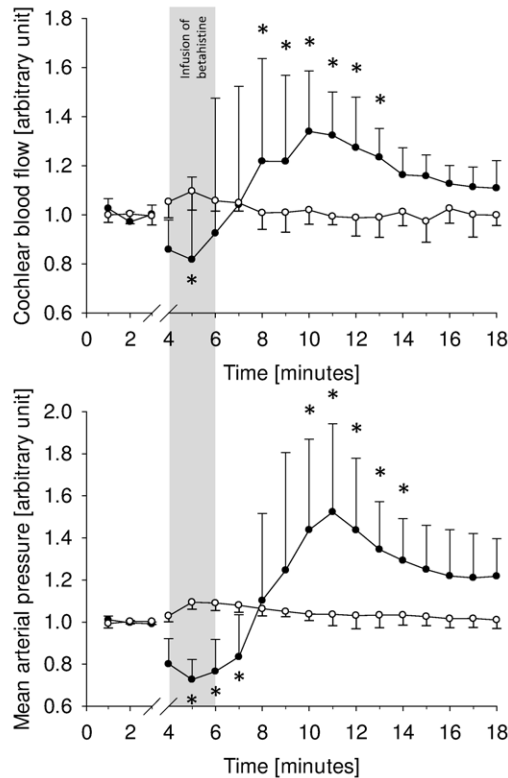 Infusion of
betahistine
Cochlear blood flow [arbitrary unit]
1.8
1.6
1.4
1.2
1.0
0.8
0.6
* * * * * *
*
0 2 4 6 8 10 12 14 16 18
Time [minutes]
Mean arterial pressure [arbitrary unit]
2.0
1.8
1.6
1.4
1.2
1.0
0.8
0.6
* * * * *
* * *
0 2 4 6 8 10 12 14 16 18
Time [minutes]